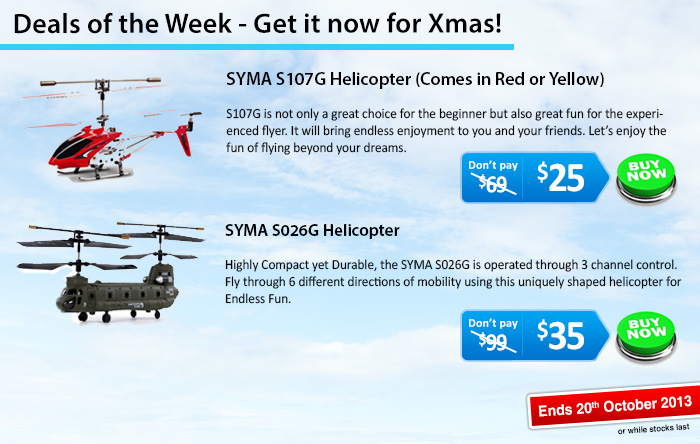 Deals of the Week - Get it now for Xmas!
SYMA S107G Helicopter (Comes in Red or Yellow)
S107G is not only a great choice for the beginner but also great fun for the experi-
enced flyer. It will bring endless enjoyment to you and your friends. Let's enjoy the
fun of flying beyond your dreams.
Don't pay
$69
$25
BUY
NOW
SYMA S026G Helicopter
Highly Compact yet Durable, the SYMA S026G is operated through 3 channel control.
Fly through 6 different directions of mobility using this uniquely shaped helicopter for
Endless Fun.
Don't pay
$99
$35
BUY
NOW
Ends 20th October 2013
or while stocks last